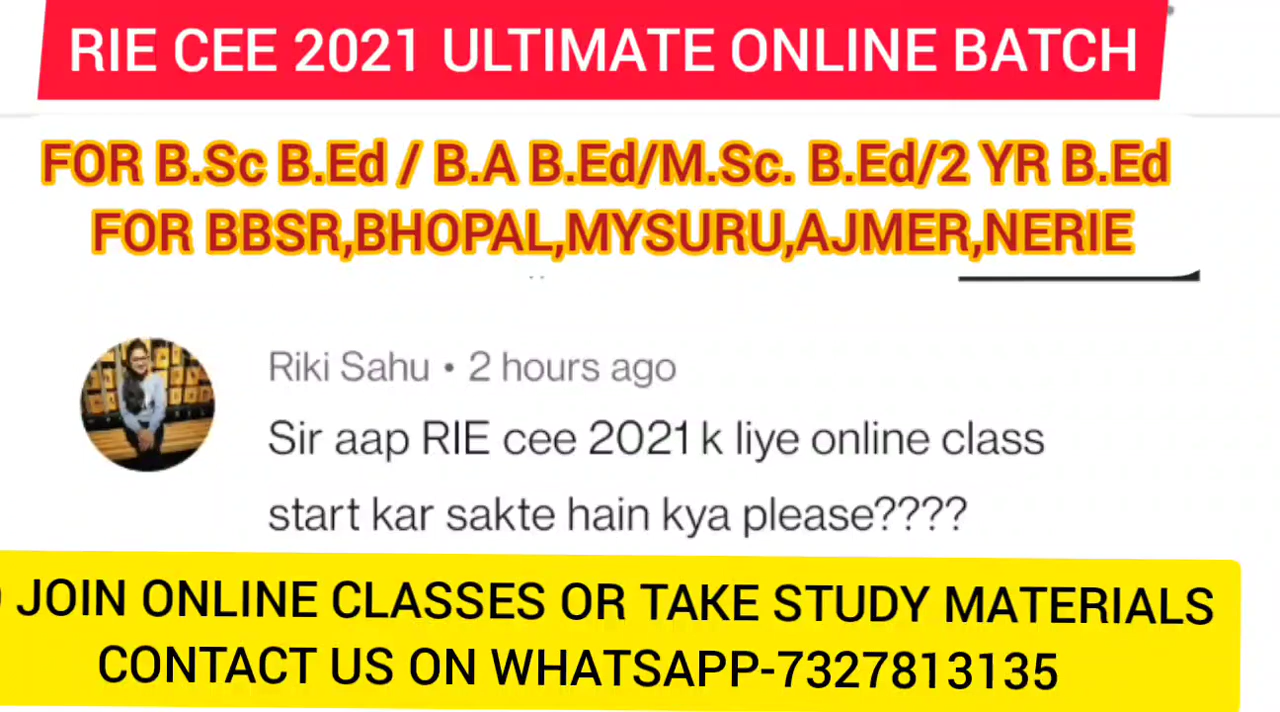 RIE CEE 2021 ULTIMATE ONLINE BATCH
FOR B.Sc B.Ed / B.A B.Ed/M.Sc. B.Ed/2 YR B.Ed
FOR BBSR,BHOPAL,MYSURU,AJMER,NERIE
Riki Sahu • 2 hours ago
Sir aap RIE cee 2021 k liye online class
start kar sakte hain kya please????
JOIN ONLINE CLASSES OR TAKE STUDY MATERIALS
CONTACT US ON WHATSAPP-7327813135